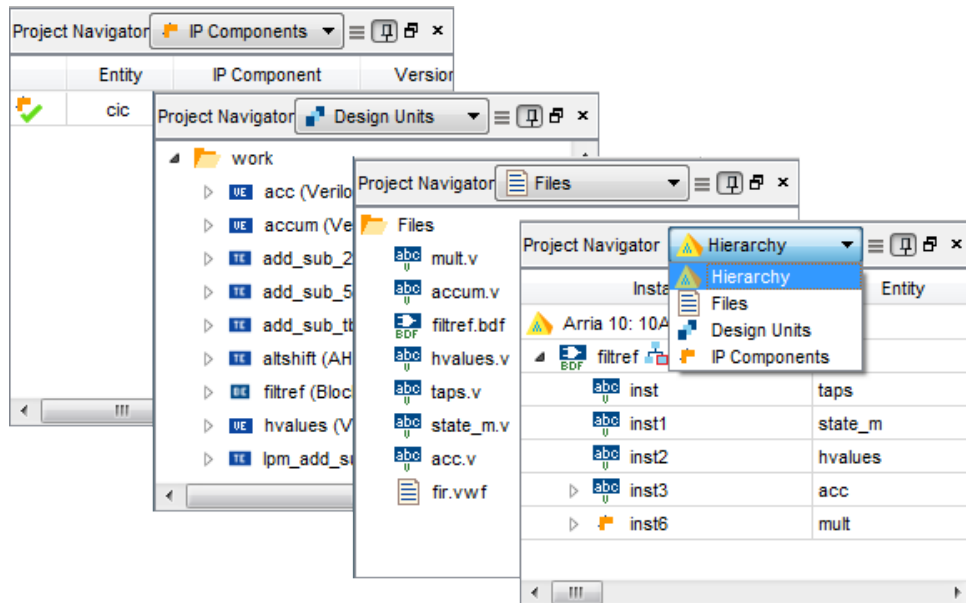 Project Navigator IP Components
Entity IP Component Version
cic
Project Navigator Design Units
work
acc (Verilo
accum (Ve
add_sub_2
add_sub_5
add_sub_tb
altshift (AH
filtref (Bloc
hvalues (V
lpm_add_su
Project Navigator Files
Files
mult.v
accum.v
filtref.bdf
hvalues.v
taps.v
state_m.v
acc.v
fir.vwf
Project Navigator Hierarchy
Hierarchy
Files
Design Units
IP Components
Insta Entity
Arria 10: 10A
filtref
inst taps
inst1 state_m
inst2 hvalues
inst3 acc
inst6 mult